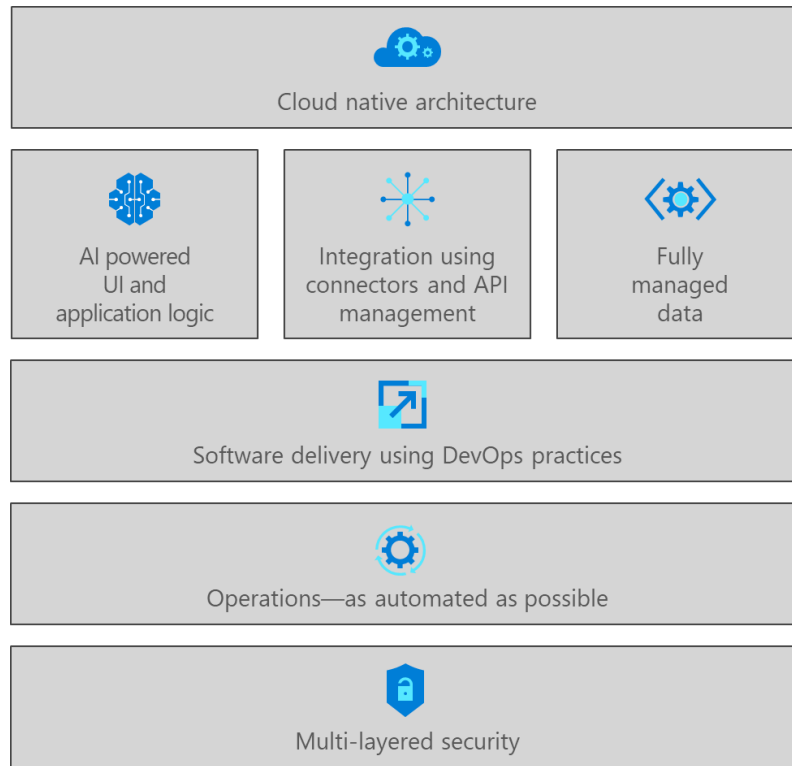 Cloud native architecture
AI powered
UI and
application logic
Integration using
connectors and API
management
Fully
managed
data
Software delivery using DevOps practices
Operations—as automated as possible
Multi-layered security